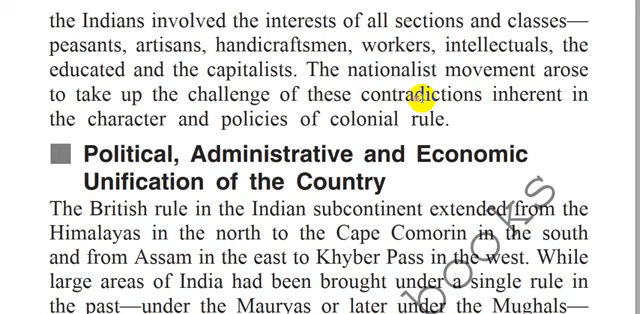 the Indians involved the interests of all sections and classes—
peasants, artisans, handicraftsmen, workers, intellectuals, the
educated and the capitalists. The nationalist movement arose
to take up the challenge of these contradictions inherent in
the character and policies of colonial rule.
Political, Administrative and Economic
Unification of the Country
The British rule in the Indian subcontinent extended from the
Himalayas in the north to the Cape Comorin in the south
and from Assam in the east to Khyber Pass in the west. While
large areas of India had been brought under a single rule in
the past—under the Mauryas or later under the Mughals—
books